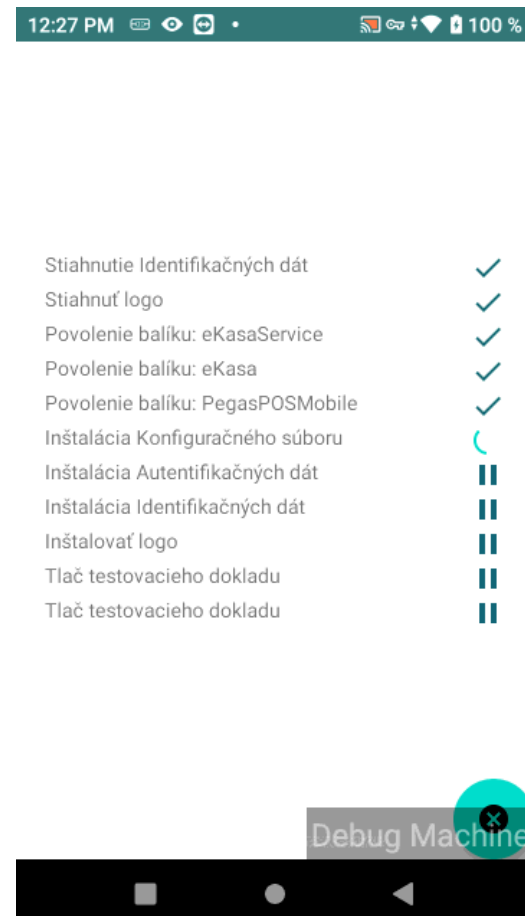 12:27 PM 100 %
Stiahnutie Identifikačných dát
Stiahnuť logo
Povolenie balíku: eKasaService
Povolenie balíku: eKasa
Povolenie balíku: PegasPOSMobile
Inštalácia Konfiguračného súboru
Inštalácia Autentifikačných dát
Inštalácia Identifikačných dát
Inštalovať logo
Tlač testovacieho dokladu
Tlač testovacieho dokladu
Debug Machine